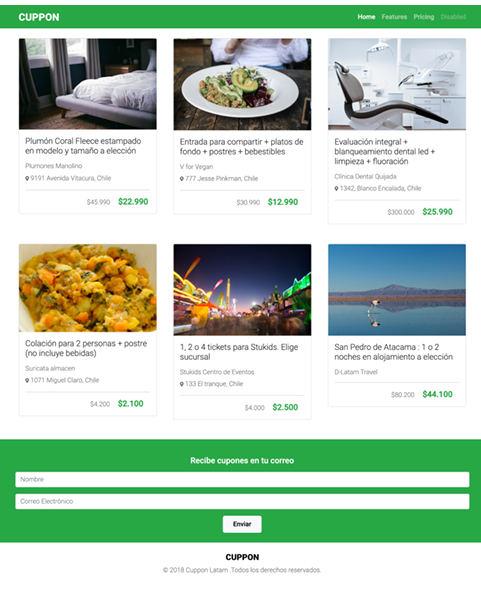 CUPPON
Home Features Pricing Disabled
Plumón Coral Fleece estampado
en modelo y tamaño a elección
Plumones Manolino
9191 Avenida Vitacura, Chile
$45.990 $22.990
Entrada para compartir + platos de
fondo + postres + bebestibles
V for Vegan
777 Jesse Pinkman, Chile
$30.990 $12.990
Evaluación integral +
blanqueamiento dental led +
limpieza + fluoración
Clínica Dental Quijada
1342, Blanco Encalada, Chile
$300.000 $25.990
Colación para 2 personas + postre
(no incluye bebidas)
Suricata almacen
1071 Miguel Claro, Chile
$4.200 $2.100
1, 2 o 4 tickets para Stukids. Elige
sucursal
Stukids Centro de Eventos
133 El tranque, Chile
$4.000 $2.500
San Pedro de Atacama : 1 o 2
noches en alojamiento a elección
D-Latam Travel
$80.200 $44.100
Recibe cupones en tu correo
Nombre
Correo Electrónico
Enviar
CUPPON
© 2018 Cuppon Latam .Todos los derechos reservados.